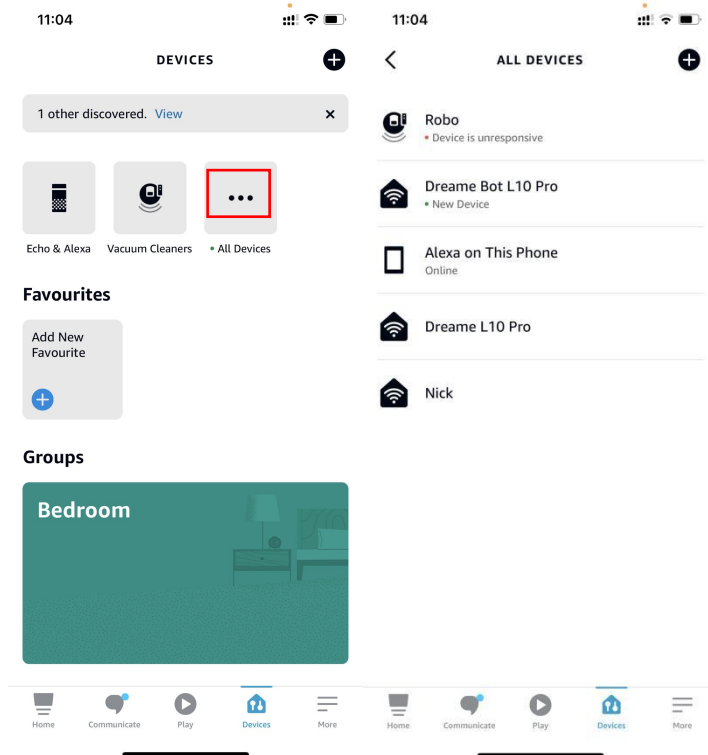 11:04
DEVICES
1 other discovered. View
Echo & Alexa
Vacuum Cleaners
All Devices
Favourites
Add New
Favourite
Groups
Bedroom
Home
Communicate
Play
Devices
More
11:04
ALL DEVICES
Robo
Device is unresponsive
Dreame Bot L10 Pro
New Device
Alexa on This Phone
Online
Dreame L10 Pro
Nick
Home
Communicate
Play
Devices
More